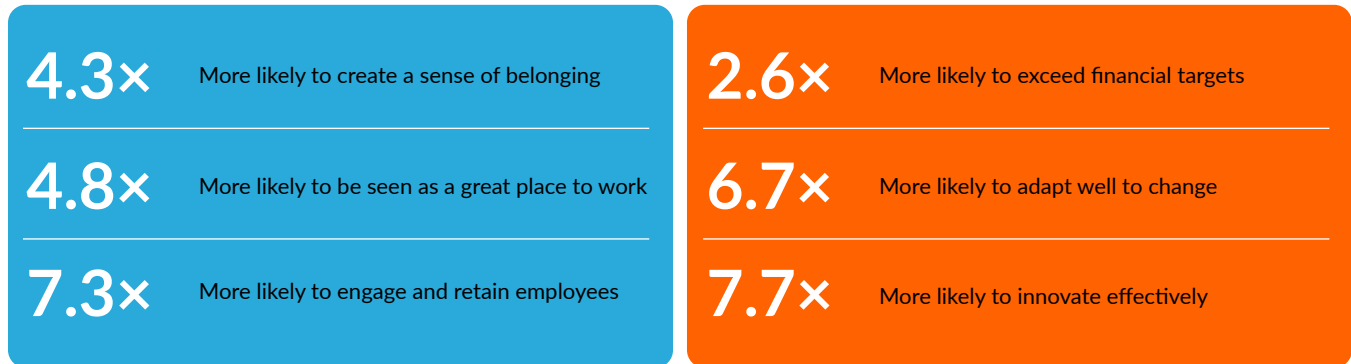 4.3× More likely to create a sense of belonging
4.8× More likely to be seen as a great place to work
7.3× More likely to engage and retain employees
2.6× More likely to exceed financial targets
6.7× More likely to adapt well to change
7.7× More likely to innovate effectively